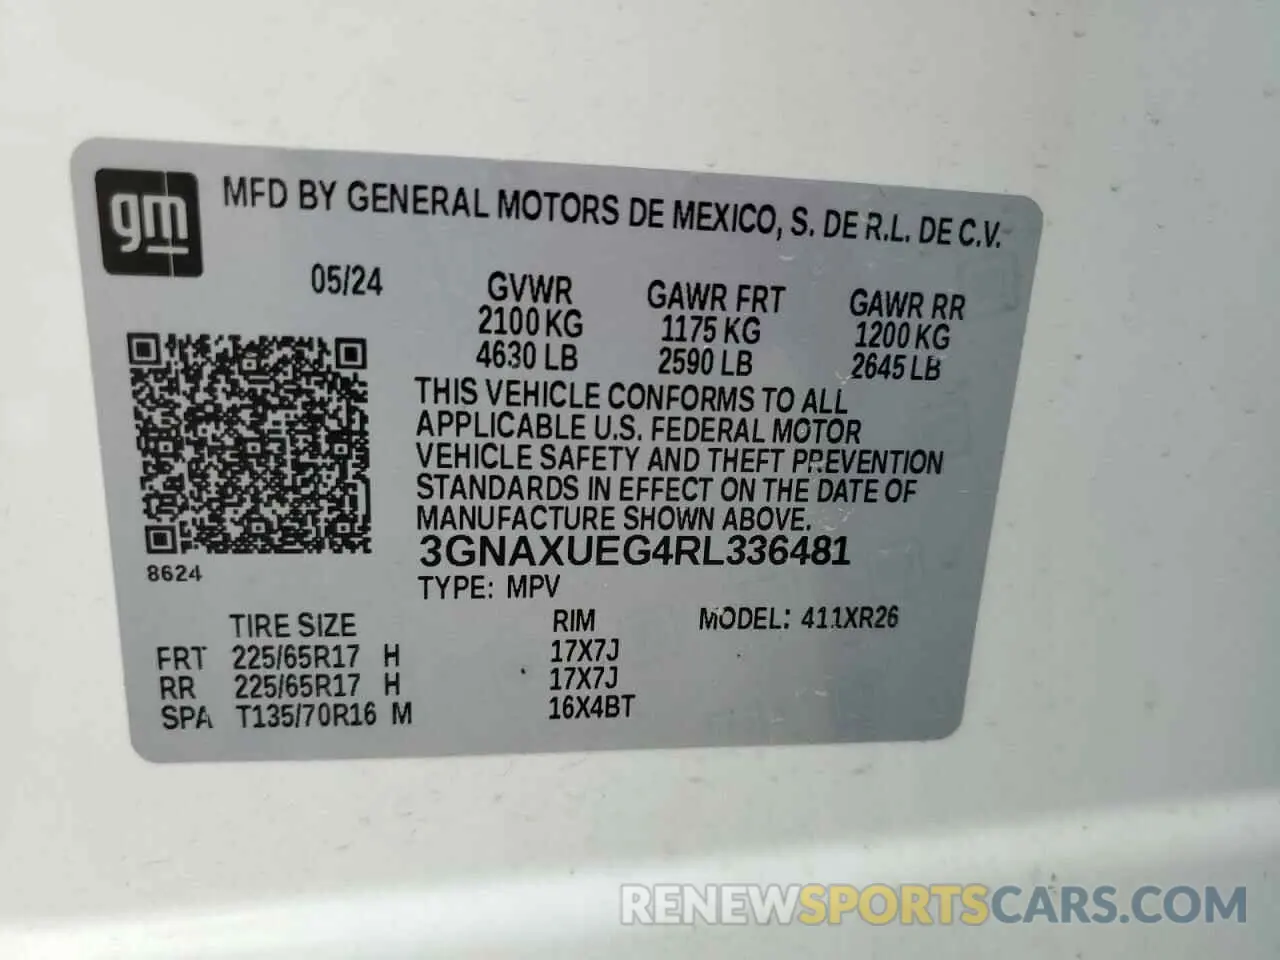 gm
MFD BY GENERAL MOTORS DE MEXICO, S. DE R.L. DE C.V.
05/24 GVWR GAWR FRT GAWR RR
2100 KG 1175 KG 1200 KG
4630 LB 2590 LB 2645 LB
THIS VEHICLE CONFORMS TO ALL
APPLICABLE U.S. FEDERAL MOTOR
VEHICLE SAFETY AND THEFT PREVENTION
STANDARDS IN EFFECT ON THE DATE OF
MANUFACTURE SHOWN ABOVE.
3GNAXUEG4RL336481
8624
TYPE: MPV
TIRE SIZE RIM MODEL: 411XR26
FRT 225/65R17 H 17X7J
RR 225/65R17 H 17X7J
SPA T135/70R16 M 16X4BT
RENEWSPORTSCARS.COM